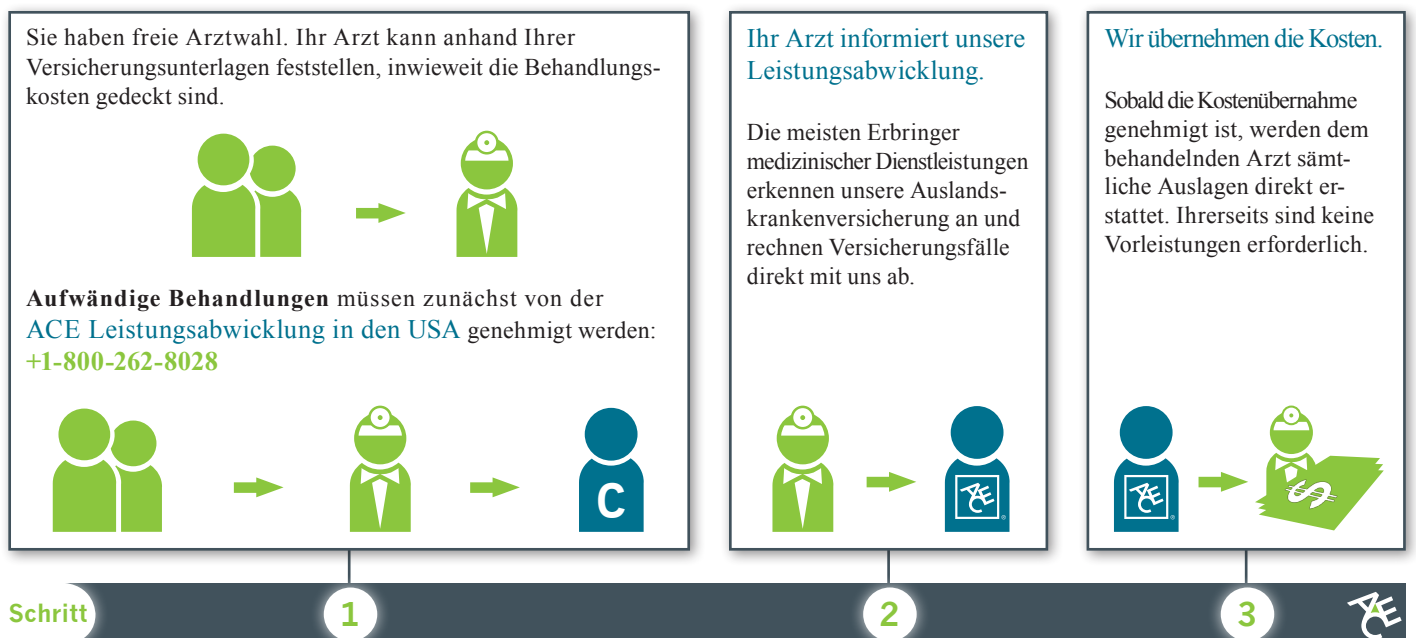 Sie haben freie Arztwahl. Ihr Arzt kann anhand Ihrer
Versicherungsunterlagen feststellen, inwieweit die Behandlungs-
kosten gedeckt sind.
Aufwändige Behandlungen müssen zunächst von der
ACE Leistungsabwicklung in den USA genehmigt werden:
+1-800-262-8028
C
Ihr Arzt informiert unsere
Leistungsabwicklung.
Die meisten Erbringer
medizinischer Dienstleistungen
erkennen unsere Auslands-
krankenversicherung an und
rechnen Versicherungsfälle
direkt mit uns ab.
ACE®
Wir übernehmen die Kosten.
Sobald die Kostenübernahme
genehmigt ist, werden dem
behandelnden Arzt sämt-
liche Auslagen direkt er-
stattet. Ihrerseits sind keine
Vorleistungen erforderlich.
ACE®
$
Schritt
1
2
3
ACE